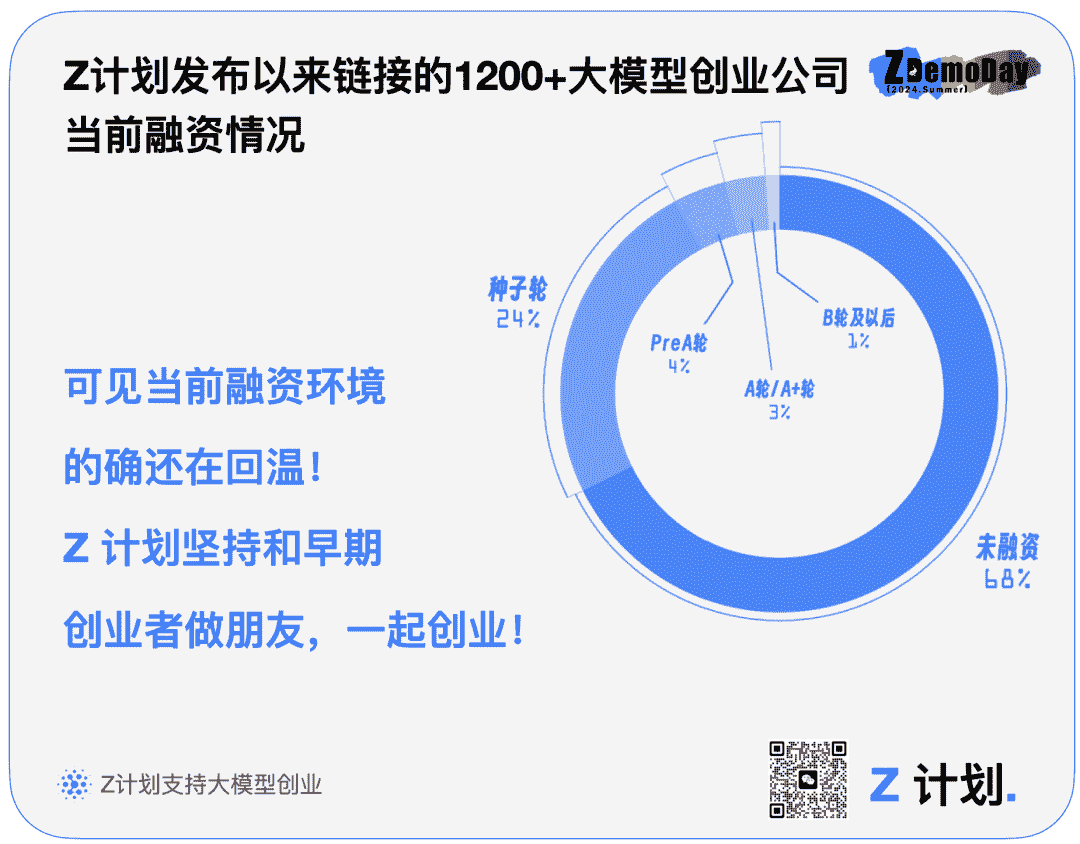 Z计划发布以来链接的1200+大模型创业公司
当前融资情况
ZDemoDay
(2024.Summer)
种子轮
24%
PreA轮
4%
A轮/A+轮
3%
B轮及以后
1%
未融资
68%
可见当前融资环境
的确还在回温！
Z 计划坚持和早期
创业者做朋友，一起创业！
Z计划支持大模型创业
Z 计划.